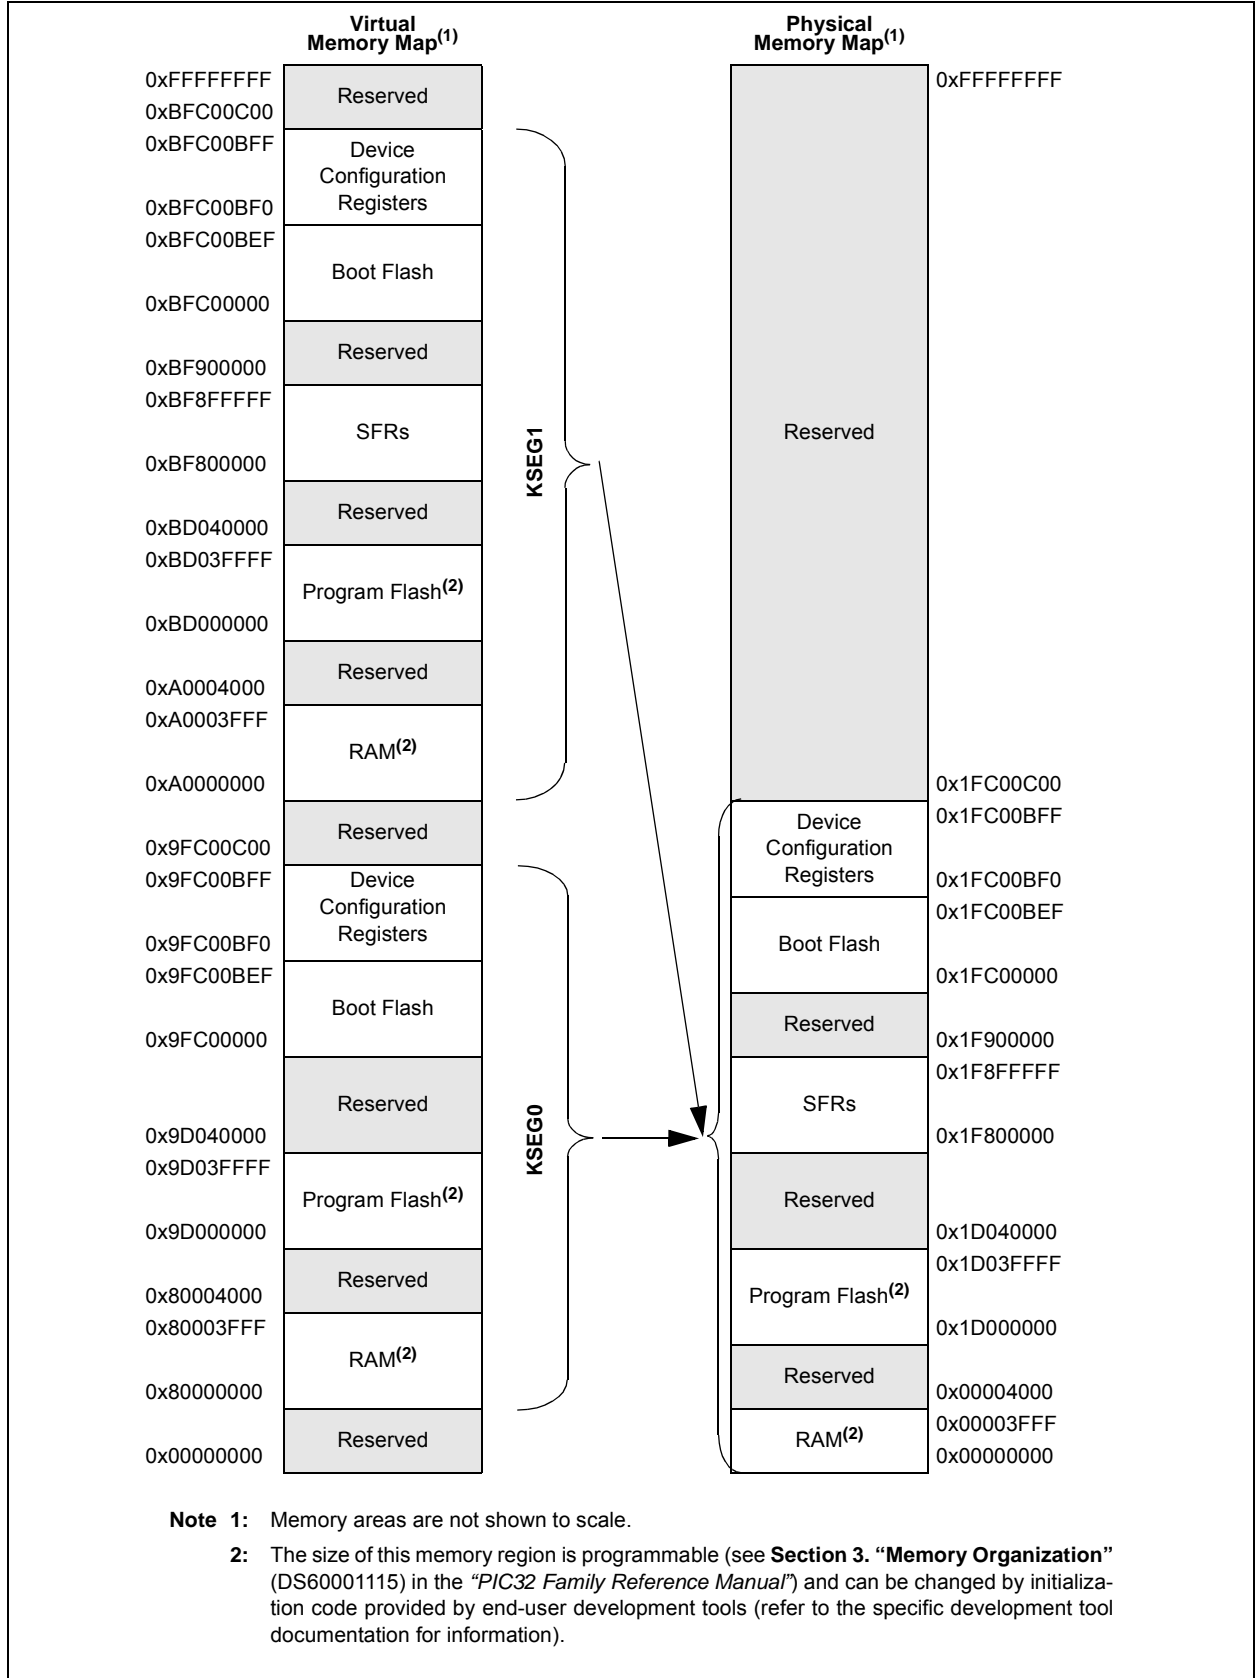 Virtual
Memory Map(1)
0xFFFFFFFF
Reserved
0xBFC00C00
0xBFC00BFF
Device
Configuration
Registers
0xBFC00BF0
0xBFC00BEF
Boot Flash
0xBFC00000
Reserved
0xBF900000
0xBF8FFFFF
SFRs
0xBF800000
Reserved
0xBD040000
0xBD03FFFF
Program Flash(2)
0xBD000000
Reserved
0xA0004000
0xA0003FFF
RAM(2)
0xA0000000
Reserved
0x9FC00C00
0x9FC00BFF
Device
Configuration
Registers
0x9FC00BF0
0x9FC00BEF
Boot Flash
0x9FC00000
Reserved
0x9D040000
0x9D03FFFF
Program Flash(2)
0x9D000000
Reserved
0x80004000
0x80003FFF
RAM(2)
0x80000000
Reserved
0x00000000
KSEG1
KSEG0
Physical
Memory Map(1)
0xFFFFFFFF
Reserved
0x1FC00C00
0x1FC00BFF
Device
Configuration
Registers
0x1FC00BF0
0x1FC00BEF
Boot Flash
0x1FC00000
Reserved
0x1F900000
0x1F8FFFFF
SFRs
0x1F800000
Reserved
0x1D040000
0x1D03FFFF
Program Flash(2)
0x1D000000
Reserved
0x00004000
0x00003FFF
RAM(2)
0x00000000
Note 1: Memory areas are not shown to scale.
2: The size of this memory region is programmable (see Section 3. “Memory Organization”
(DS60001115) in the “PIC32 Family Reference Manual”) and can be changed by initializa-
tion code provided by end-user development tools (refer to the specific development tool
documentation for information).